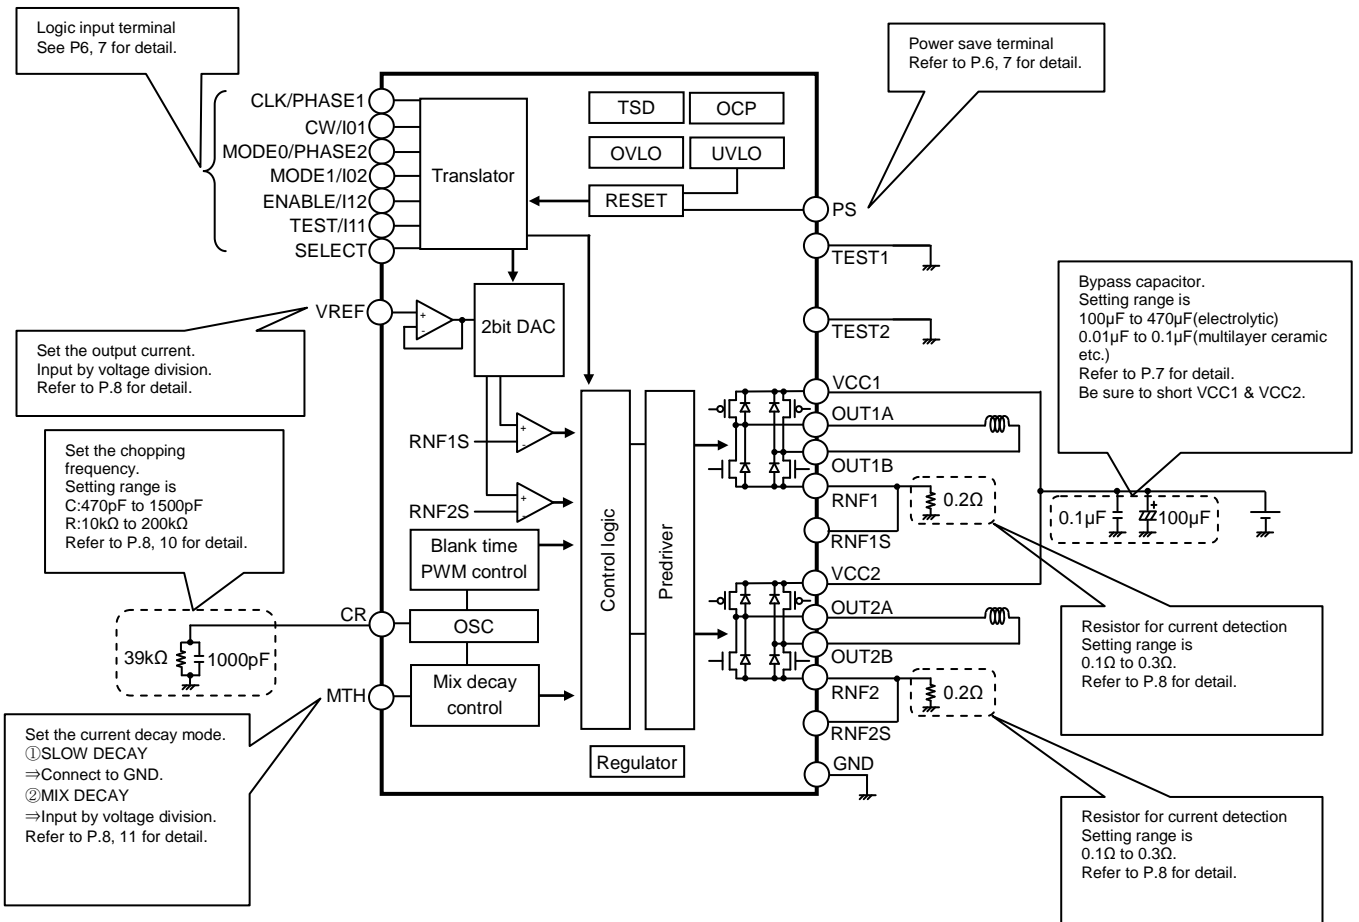 Logic input terminal
See P6, 7 for detail.
Power save terminal
Refer to P.6, 7 for detail.
CLK/PHASE1
CW/I01
MODE0/PHASE2
MODE1/I02
ENABLE/I12
TEST/I11
SELECT
Translator
TSD
OCP
OVLO
UVLO
RESET
PS
TEST1
TEST2
VREF
+
-
2bit DAC
Set the output current.
Input by voltage division.
Refer to P.8 for detail.
Bypass capacitor.
Setting range is
100µF to 470µF(electrolytic)
0.01µF to 0.1µF(multilayer ceramic
etc.)
Refer to P.7 for detail.
Be sure to short VCC1 & VCC2.
VCC1
OUT1A
OUT1B
RNF1
RNF1S
0.2Ω
0.1µF
+
100µF
RNF1S
+
-
RNF2S
+
-
Set the chopping
frequency.
Setting range is
C:470pF to 1500pF
R:10kΩ to 200kΩ
Refer to P.8, 10 for detail.
Blank time
PWM control
Control logic
Predriver
CR
OSC
39kΩ
1000pF
MTH
Mix decay
control
VCC2
OUT2A
OUT2B
RNF2
RNF2S
0.2Ω
Regulator
GND
Resistor for current detection
Setting range is
0.1Ω to 0.3Ω.
Refer to P.8 for detail.
Set the current decay mode.
①SLOW DECAY
⇒Connect to GND.
②MIX DECAY
⇒Input by voltage division.
Refer to P.8, 11 for detail.
Resistor for current detection
Setting range is
0.1Ω to 0.3Ω.
Refer to P.8 for detail.